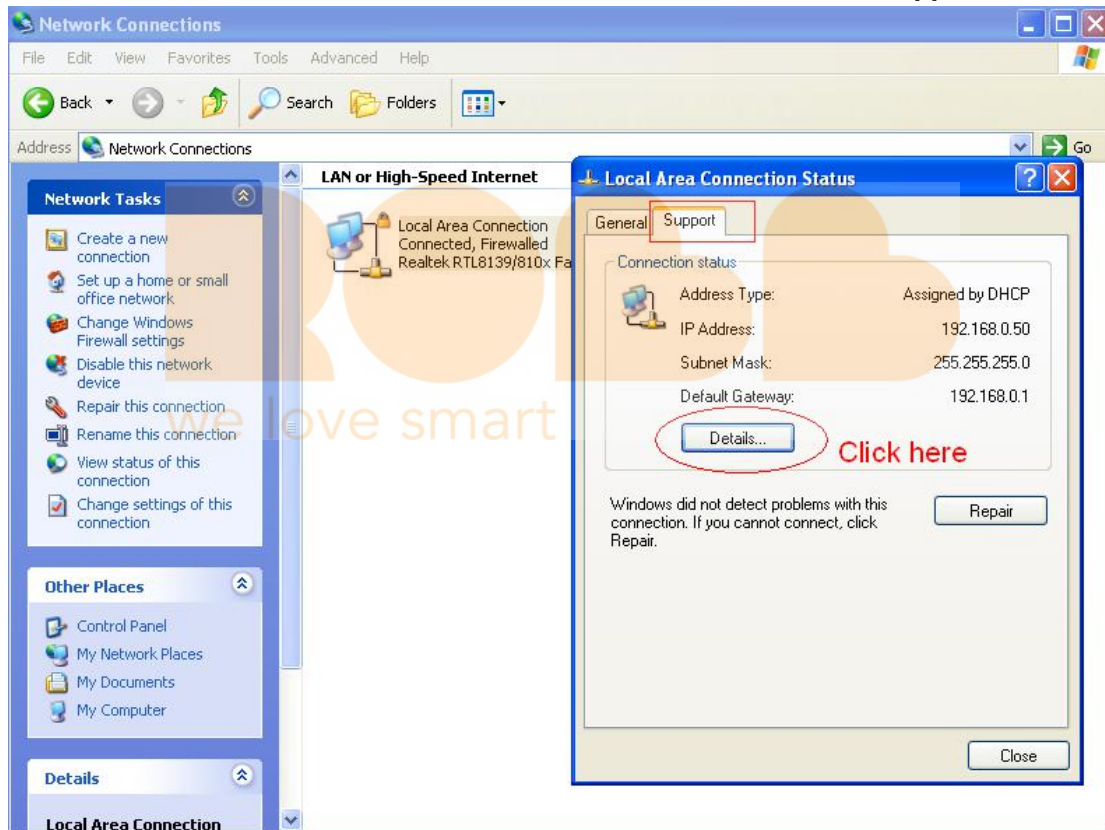 Network Connections
File Edit View Favorites Tools Advanced Help
Back Search Folders
Address Network Connections Go
Network Tasks
Create a new
connection
Set up a home or small
office network
Change Windows
Firewall settings
Disable this network
device
Repair this connection
Rename this connection
View status of this
connection
Change settings of this
connection
Other Places
Control Panel
My Network Places
My Documents
My Computer
Details
Local Area Connection
LAN or High-Speed Internet
Local Area Connection
Connected, Firewalled
Realtek RTL8139/810x Fa
Local Area Connection Status
General Support
Connection status
Address Type: Assigned by DHCP
IP Address: 192.168.0.50
Subnet Mask: 255.255.255.0
Default Gateway: 192.168.0.1
Details...
Click here
Windows did not detect problems with this
connection. If you cannot connect, click
Repair.
Repair
Close
ROBB
we love smart